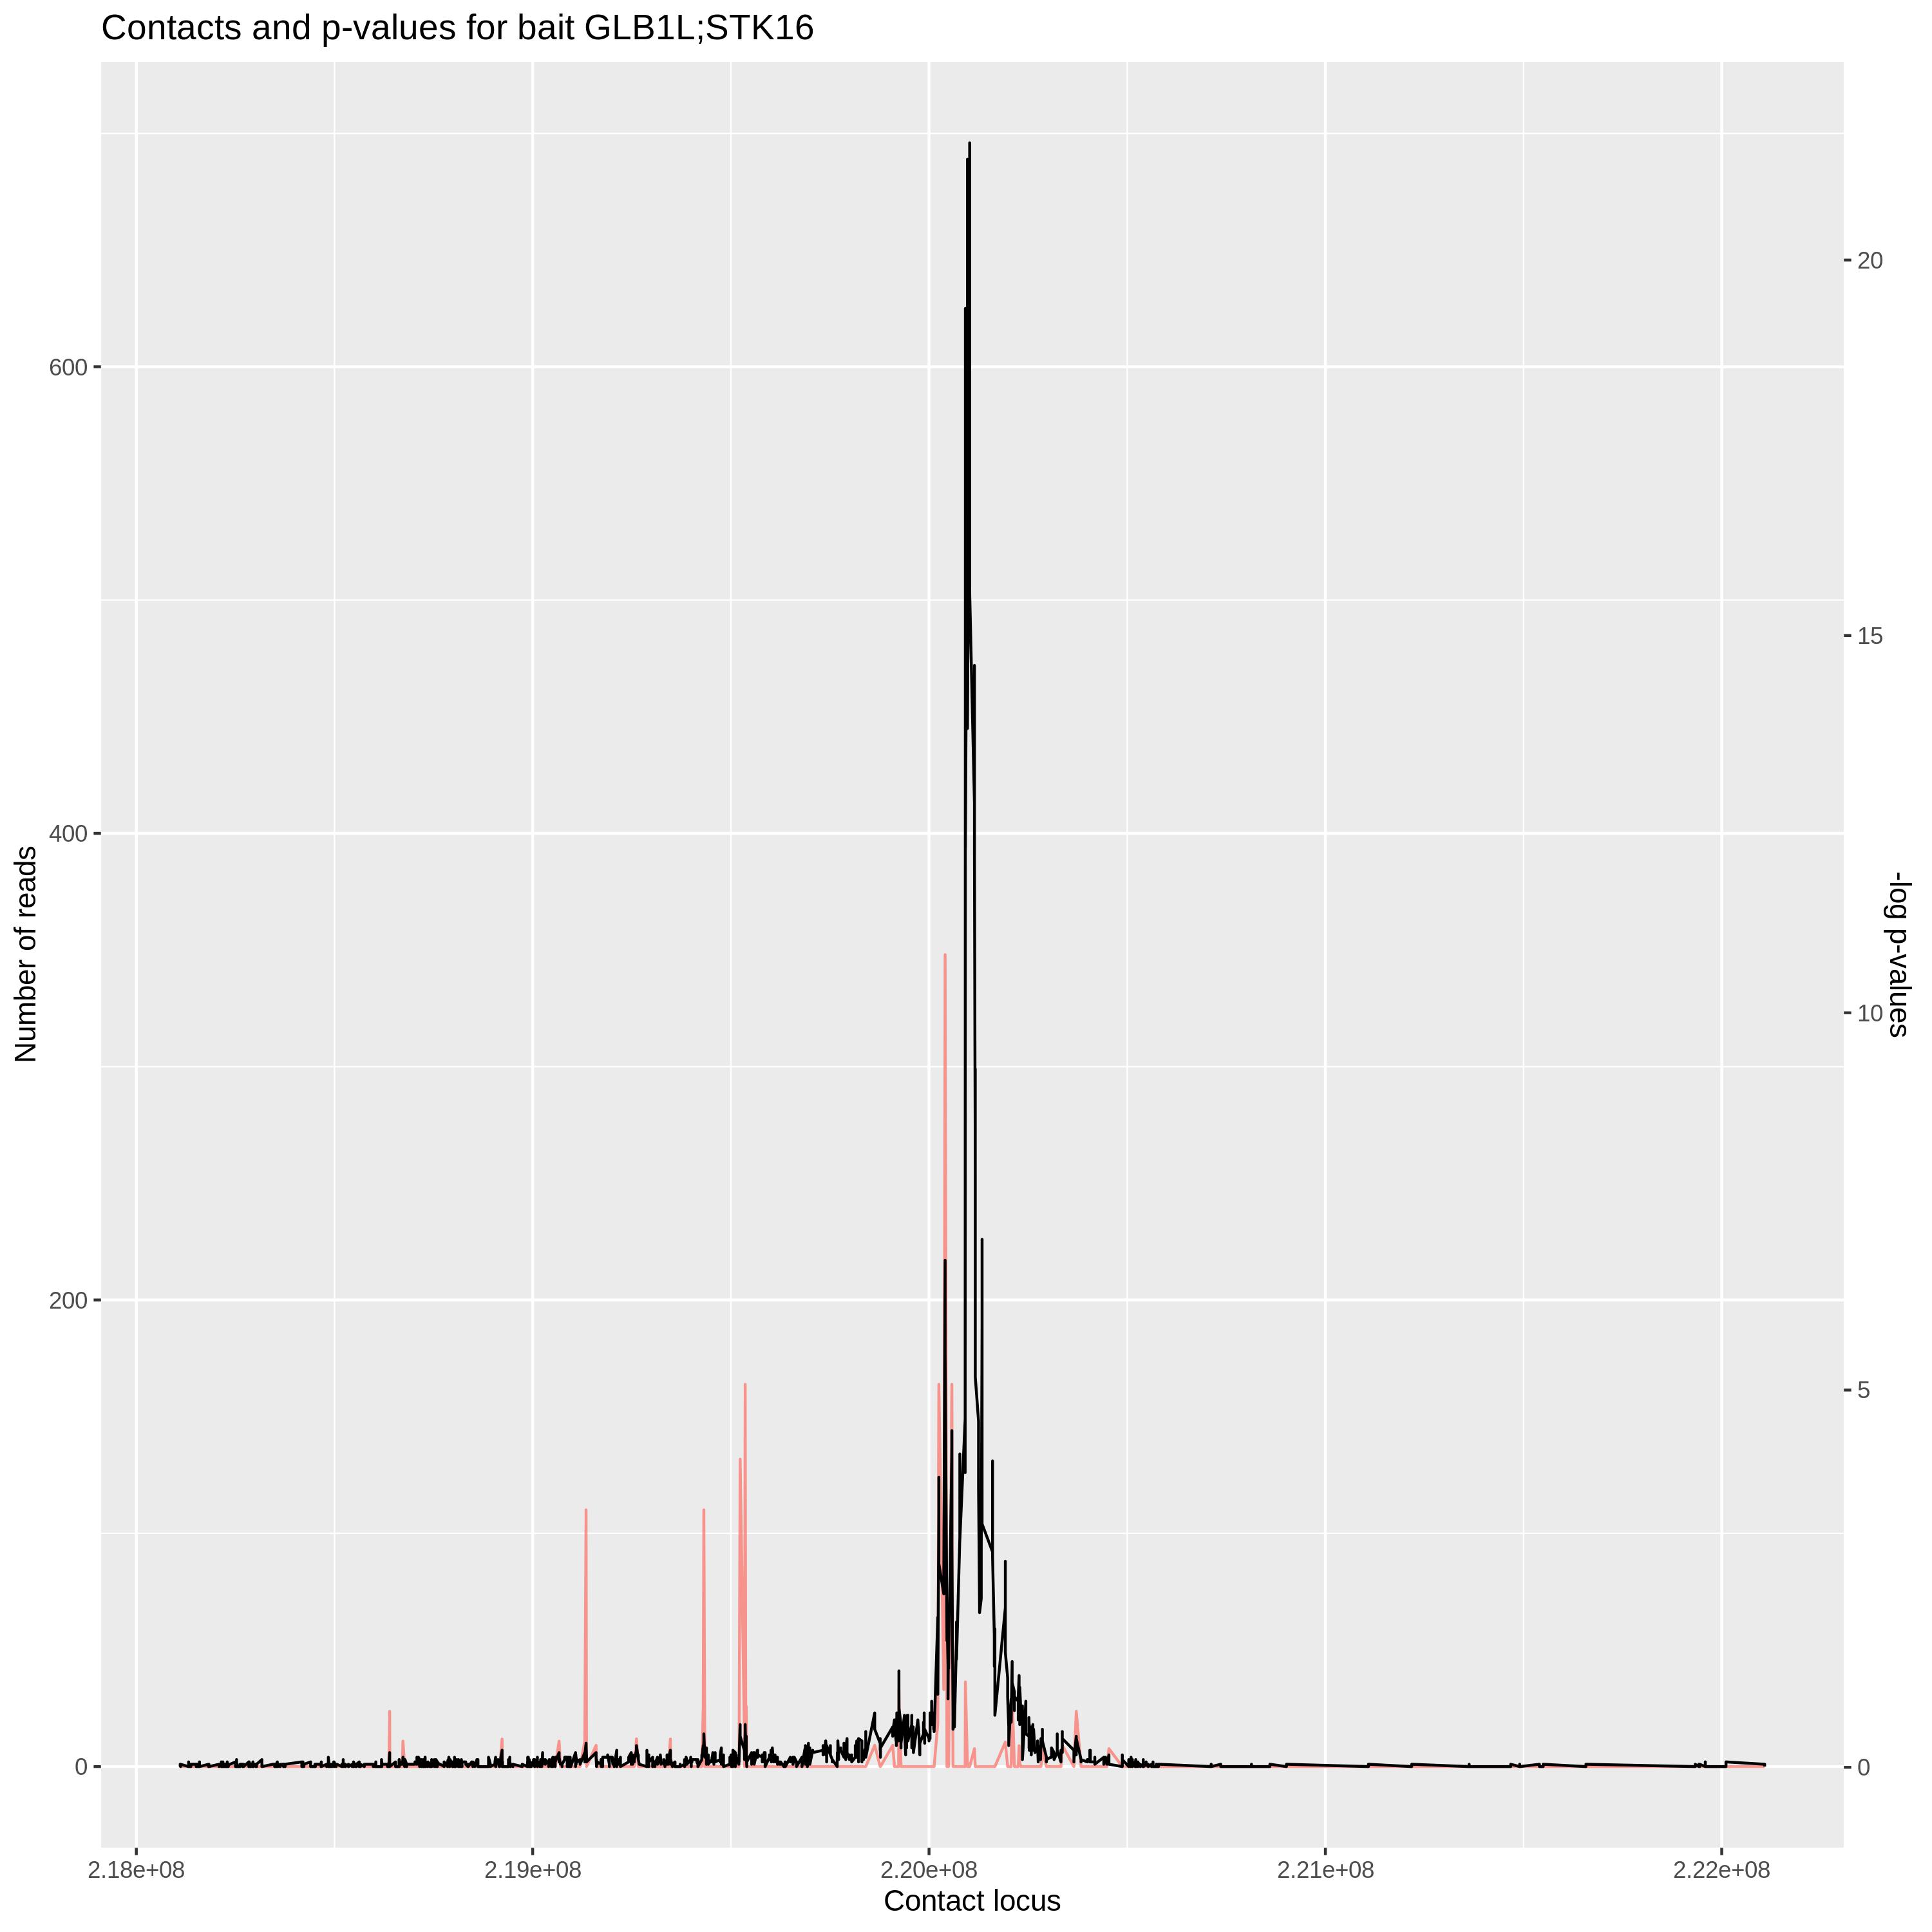 Contacts and p-values for bait GLB1L;STK16
Number of reads
600
400
200
0
20
15
10
5
0
-log p-values
2.18e+08
2.19e+08
2.20e+08
2.21e+08
2.22e+08
Contact locus